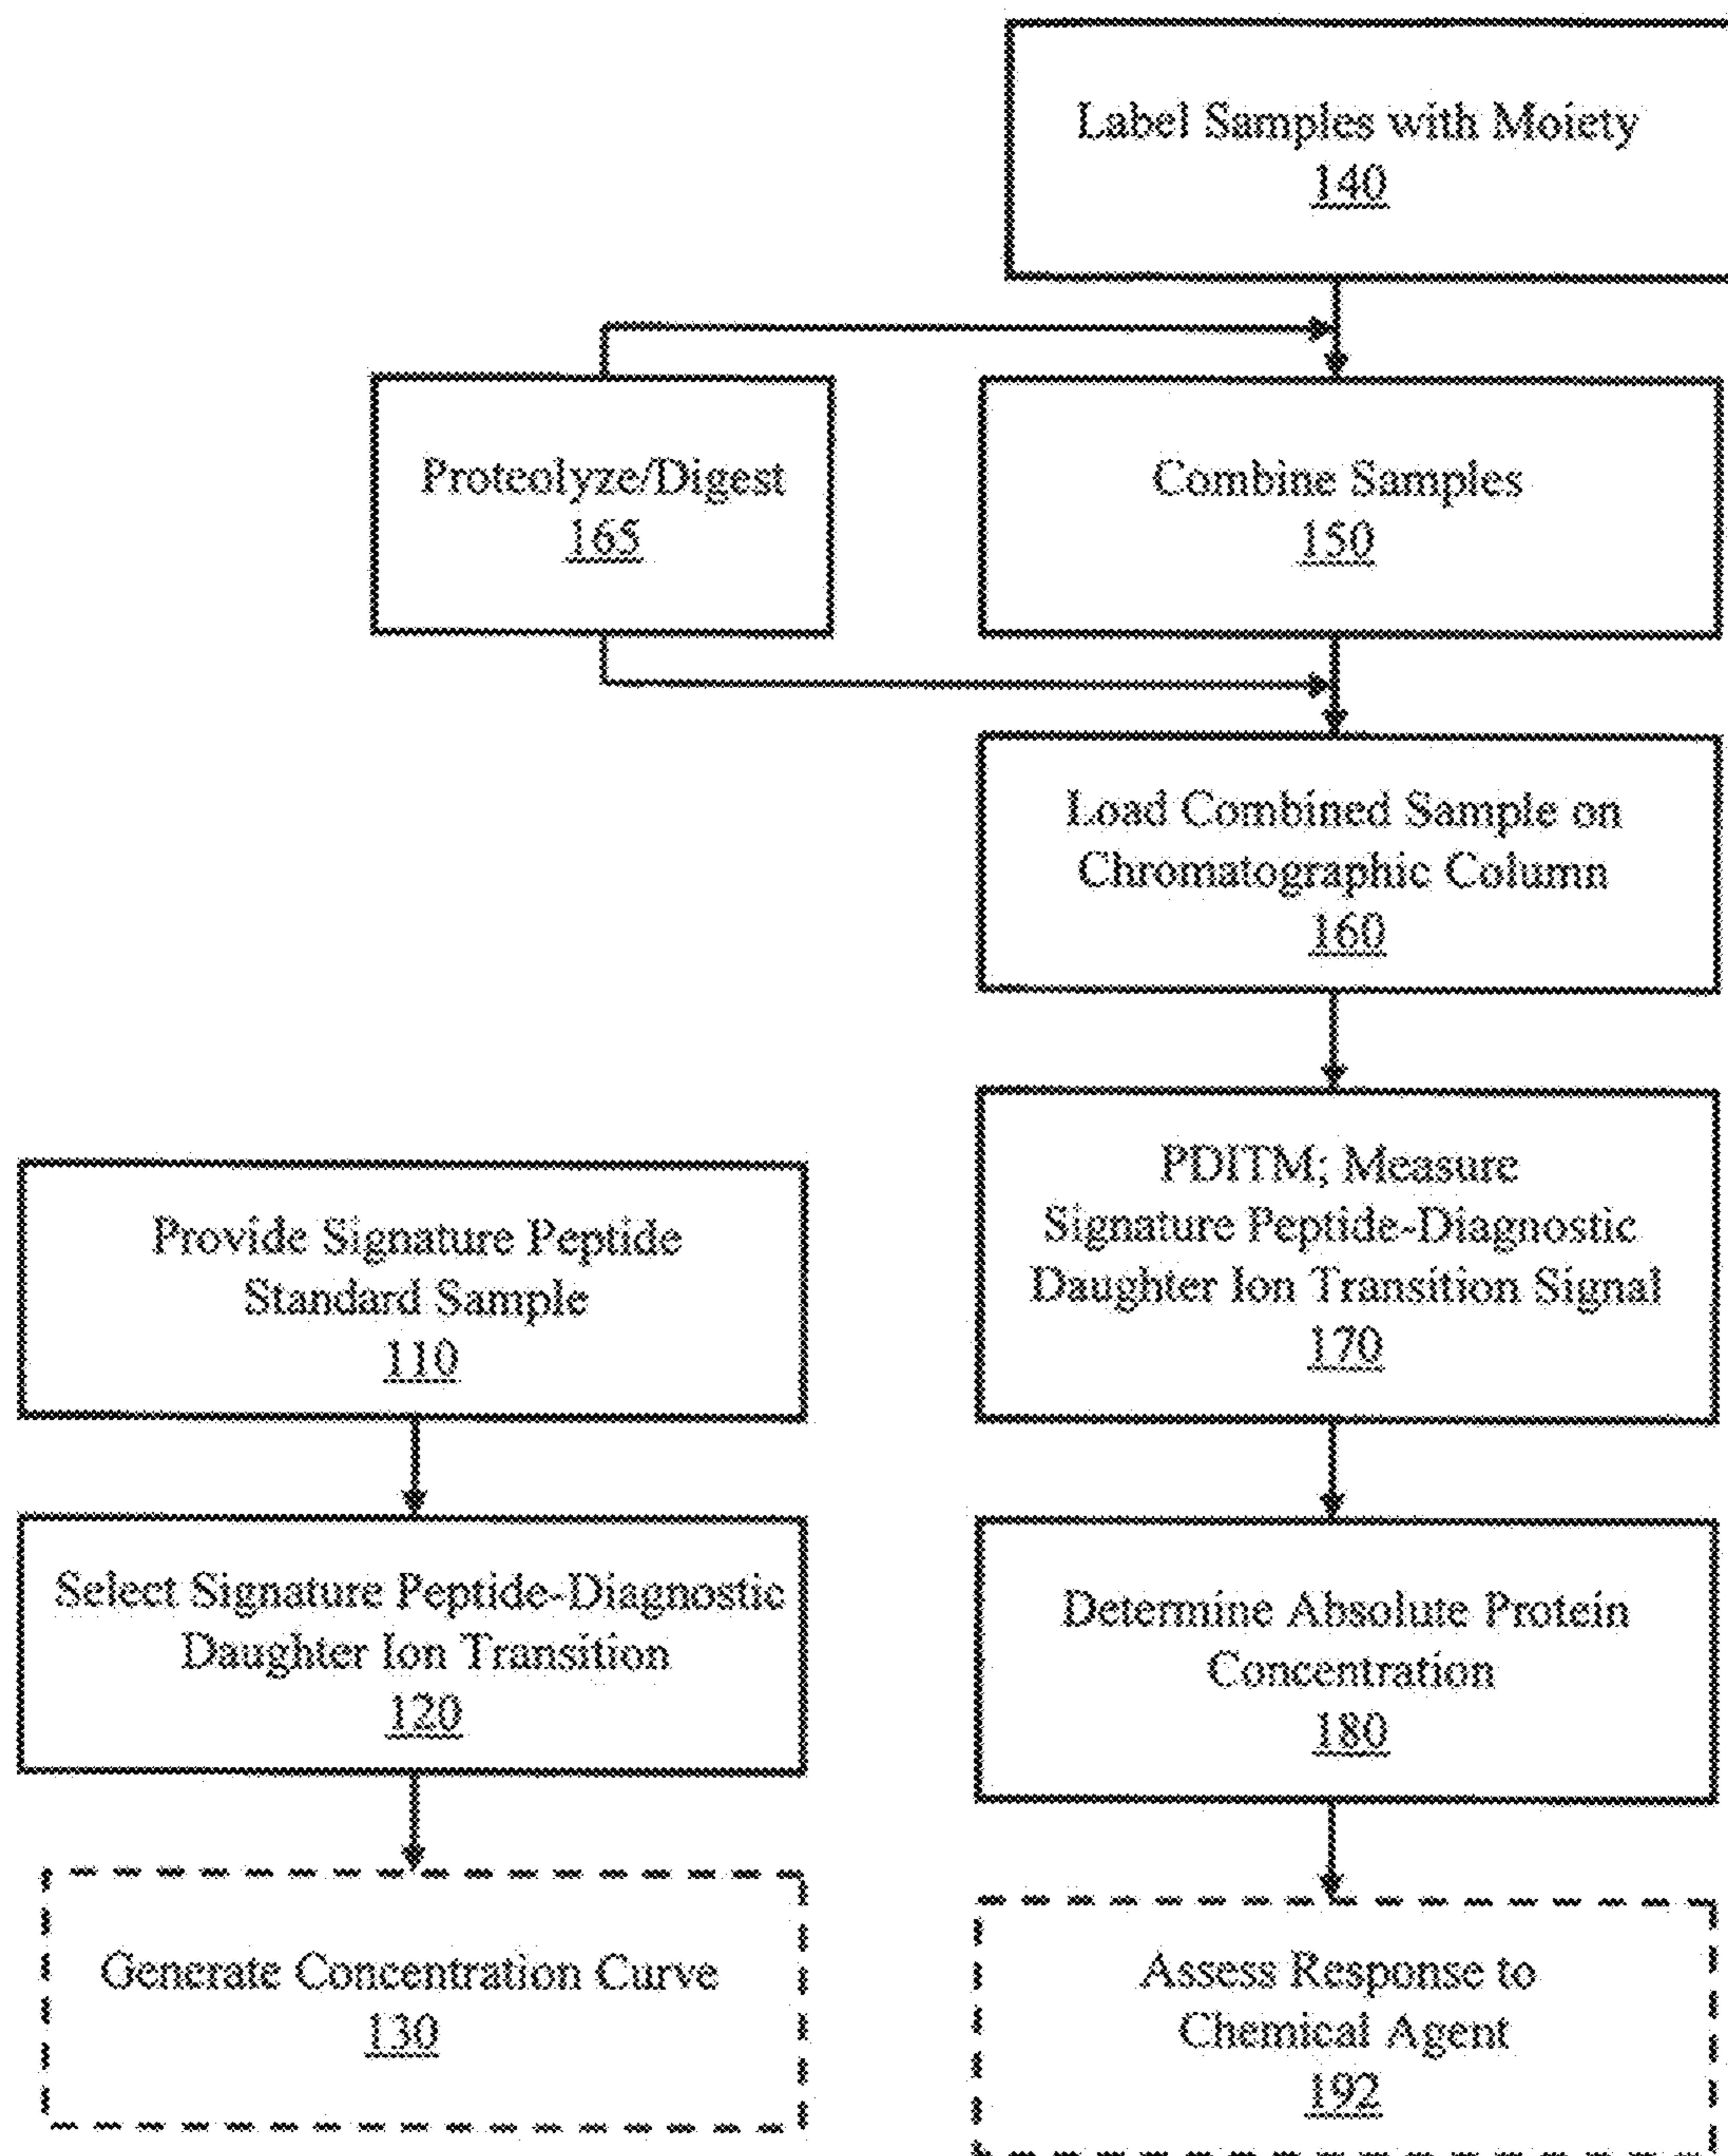 Label Samples with Moiety
140
Proteolyze/Digest
165
Combine Samples
150
Load Combined Sample on
Chromatographic Column
160
PDITM; Measure
Signature Peptide-Diagnostic
Daughter Ion Transition Signal
170
Provide Signature Peptide
Standard Sample
110
Select Signature Peptide-Diagnostic
Daughter Ion Transition
120
Determine Absolute Protein
Concentration
180
Generate Concentration Curve
130
Assess Response to
Chemical Agent
192